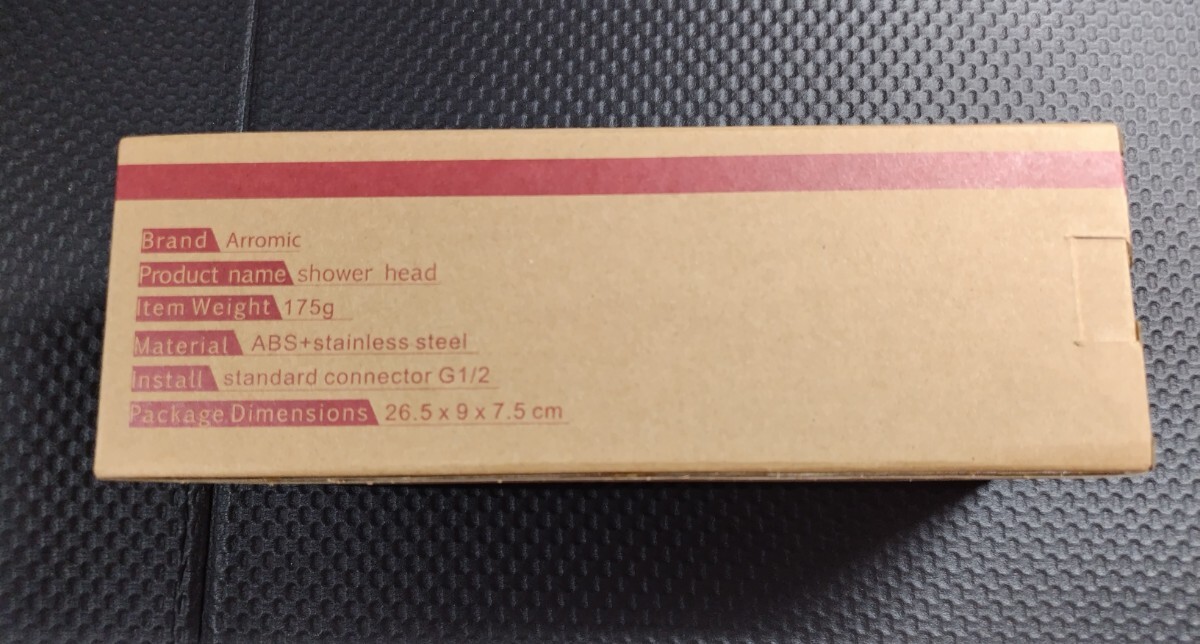 Brand Arromic
Product name shower head
Item Weight 175g
Material ABS+stainless steel
Install standard connector G1/2
Package Dimensions 26.5 x 9 x 7.5 cm